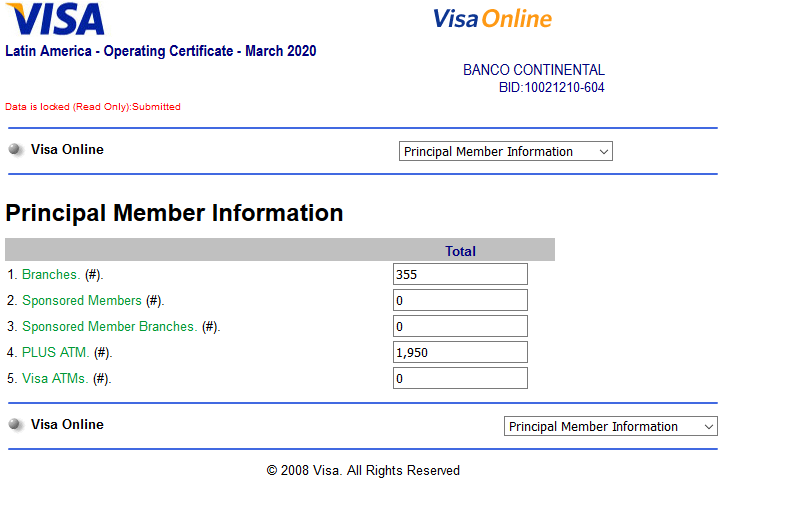 VISA
Visa Online
Latin America - Operating Certificate - March 2020
BANCO CONTINENTAL
BID:10021210-604
Data is locked (Read Only):Submitted
Visa Online
Principal Member Information
Principal Member Information
Total
1. Branches. (#). 355
2. Sponsored Members (#). 0
3. Sponsored Member Branches. (#). 0
4. PLUS ATM. (#). 1,950
5. Visa ATMs. (#). 0
Visa Online
Principal Member Information
© 2008 Visa. All Rights Reserved